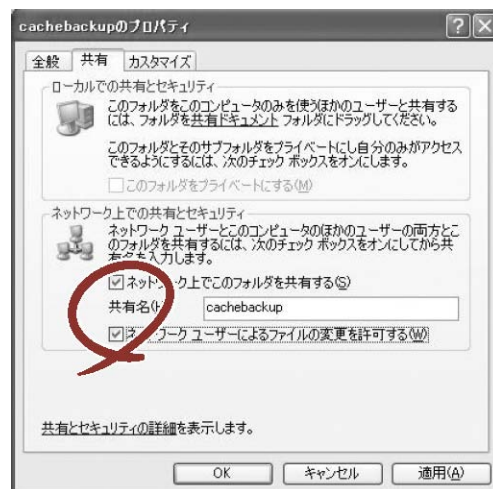 cachebackupのプロパティ
全般 共有 カスタマイズ
ローカルでの共有とセキュリティ
このフォルダをこのコンピュータのみを使うほかのユーザーと共有する
には、フォルダを共有ドキュメント フォルダにドラッグしてください。
このフォルダとそのサブフォルダをプライベートにし自分のみがアクセス
できるようにするには、次のチェック ボックスをオンにします。
このフォルダをプライベートにする(M)
ネットワーク上での共有とセキュリティ
ネットワーク ユーザーとこのコンピュータのほかのユーザーの両方とこ
のフォルダを共有するには、次のチェック ボックスをオンにしてから共
有名を入力します。
ネットワーク上でこのフォルダを共有する(S)
共有名(H) cachebackup
ネットワーク ユーザーによるファイルの変更を許可する(W)
共有とセキュリティの詳細を表示します。
OK キャンセル 適用(A)